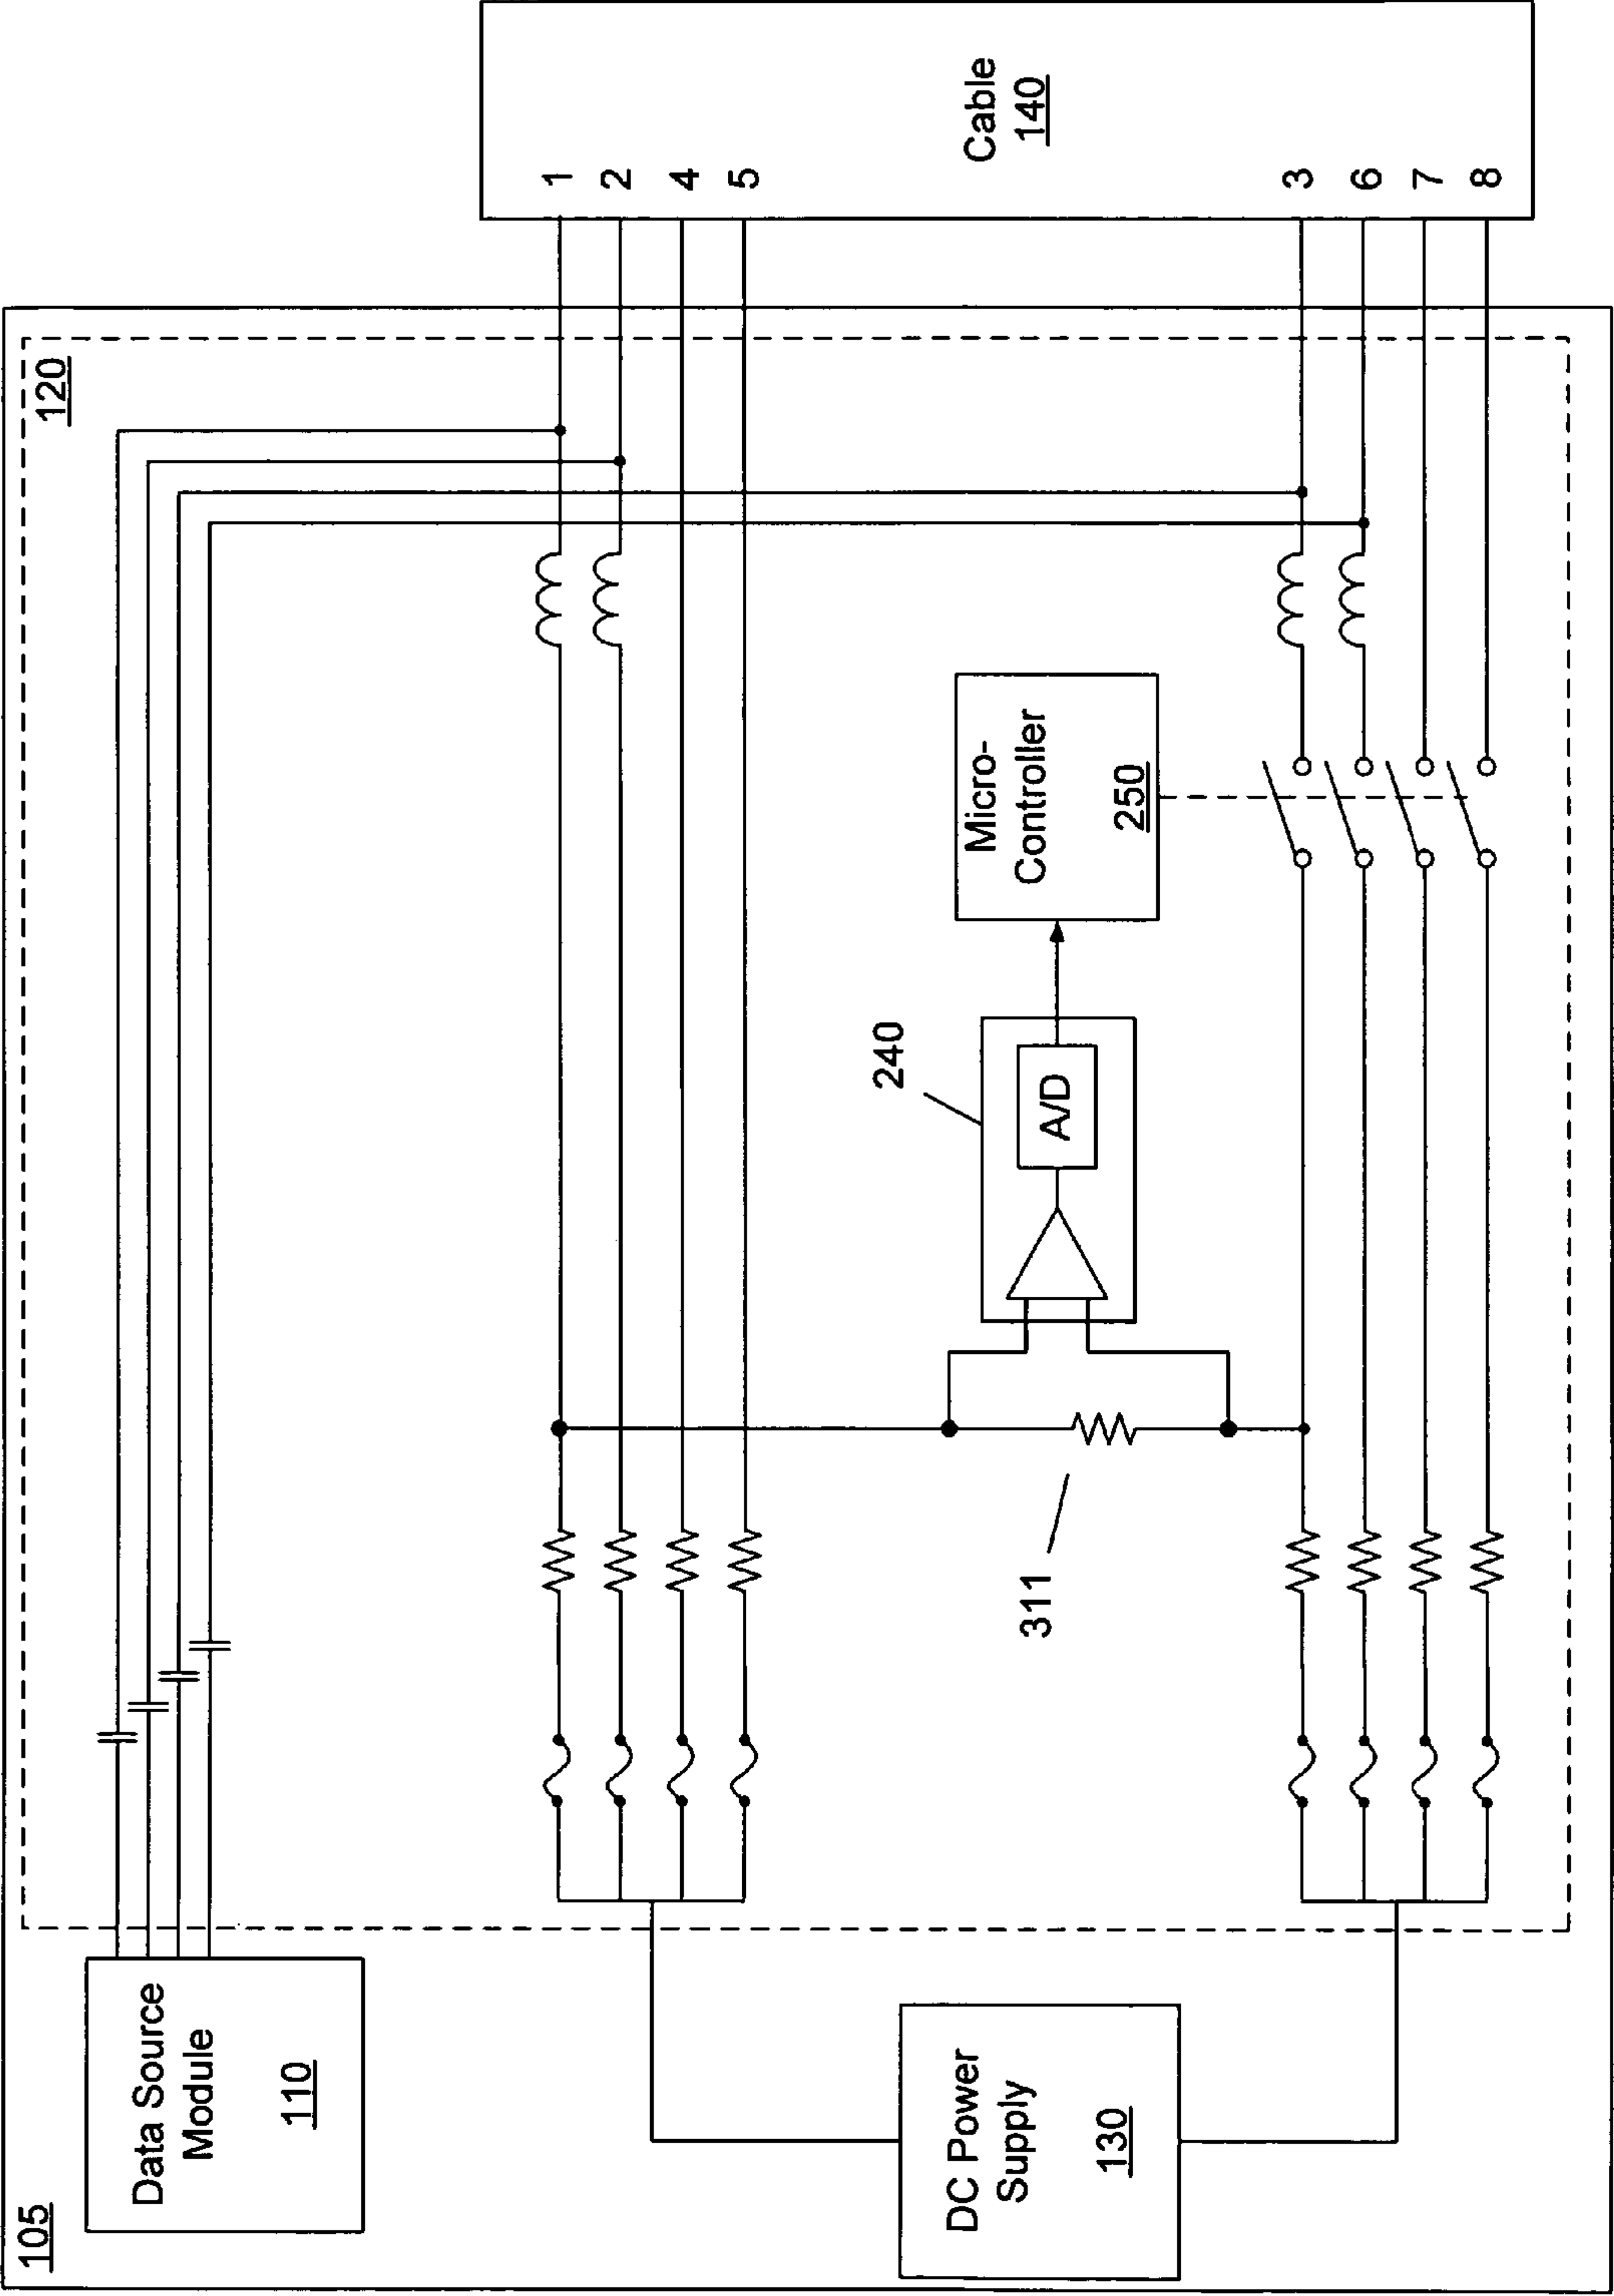 105
Data Source
Module
110
120
DC Power
Supply
130
311
240
A/D
Micro-
Controller
250
1
2
4
5
3
6
7
8
Cable
140